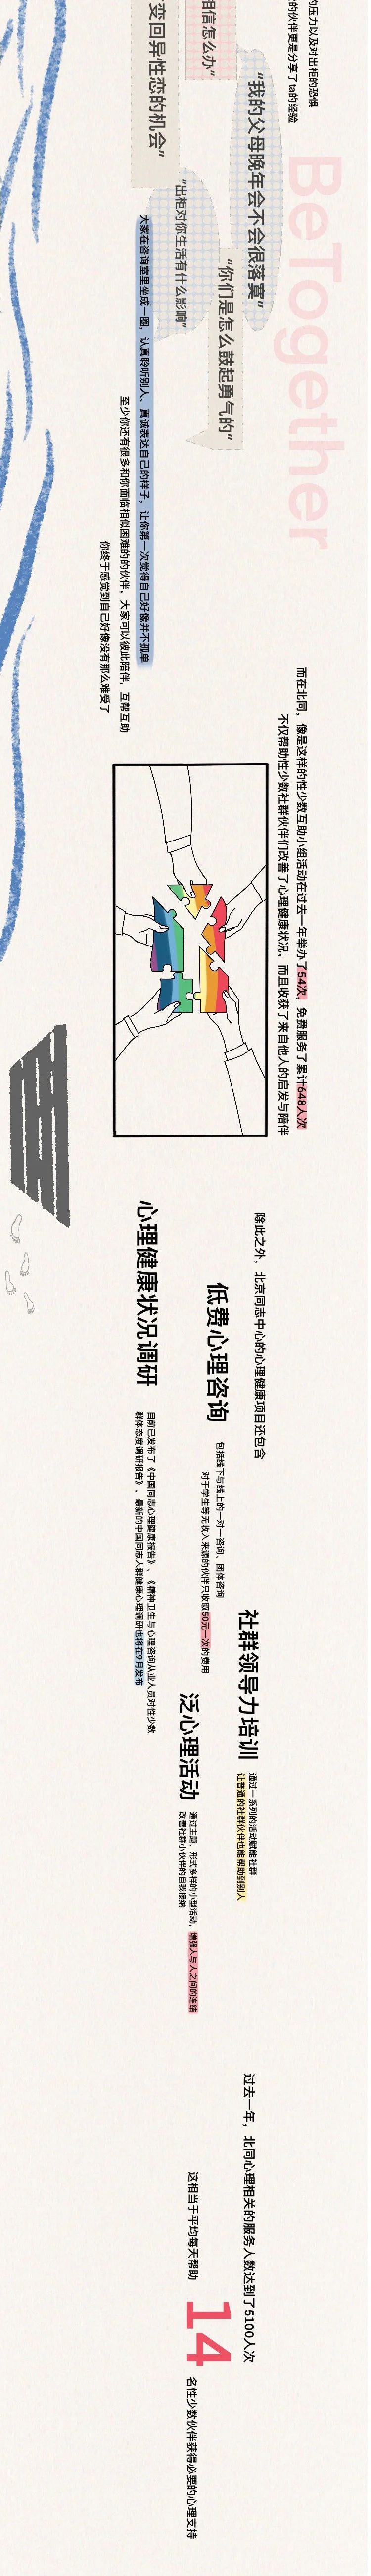 的压力以及对出柜的恐惧
的伙伴更是分享了ta的经验
相信怎么办”
变回异性恋的机会”
“我的父母晚年会不会很落寞”
“出柜对你生活有什么影响”
“你们是怎么鼓起勇气的”
BeTogether
大家在咨询室里坐成一圈，认真聆听别人、真诚表达自己的样子，让你第一次觉得自己好像并不孤单
至少你还有很多和你面临相似困难的的伙伴，大家可以彼此陪伴，互帮互助
你终于感觉到自己好像没有那么难受了
而在北同，像是这样的性少数互助小组活动在过去一年举办了54次，免费服务了累计648人次
不仅帮助性少数社群伙伴们改善了心理健康状况，而且收获了来自他人的启发与陪伴
除此之外，北京同志中心的心理健康项目还包含
低费心理咨询
包括线下与线上的一对一咨询、团体咨询
对于学生等无收入来源的伙伴只收取50元一次的费用
心理健康状况调研
目前已发布了《中国同志心理健康报告》、《精神卫生与心理咨询从业人员对性少数
群体态度调研报告》，最新的中国同志人群健康心理调研也将在9月发布
社群领导力培训
通过一系列的活动赋能社群
让普通的社群伙伴也能帮助到别人
泛心理活动
通过主题、形式多样的小型活动，增强人与人之间的连结
改善社群小伙伴的自我接纳
过去一年，北同心理相关的服务人数达到了5100人次
这相当于平均每天帮助
14
名性少数伙伴获得必要的心理支持